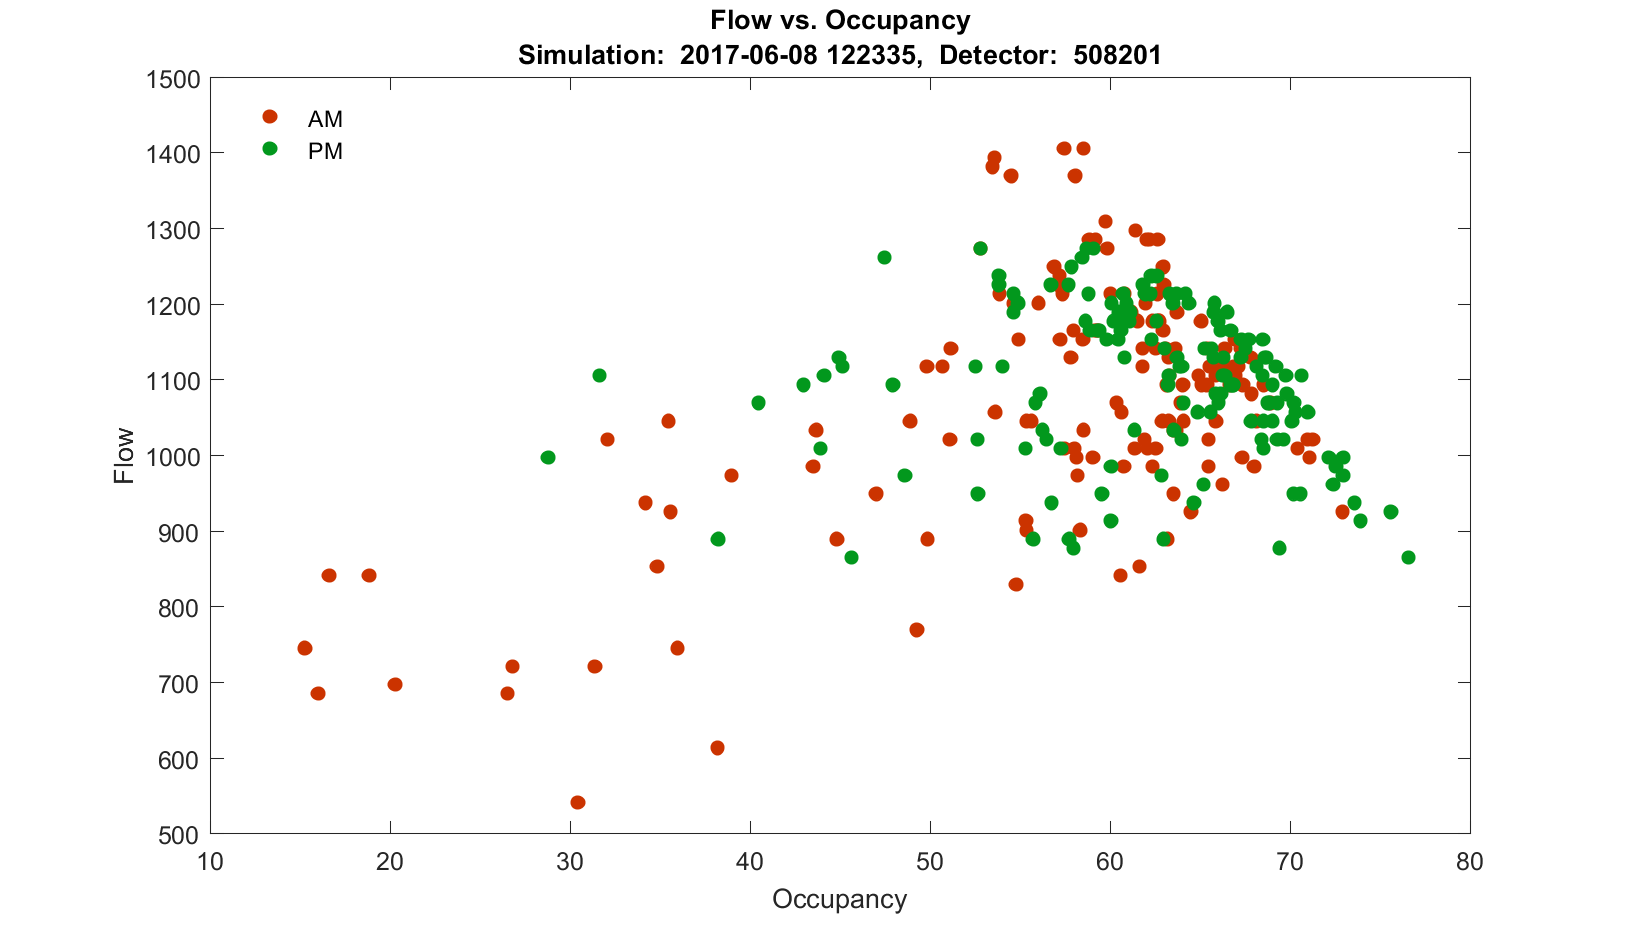 Flow vs. Occupancy
Simulation:  2017-06-08 122335,  Detector:  508201
1500
AM
PM
1400
1300
1200
1100
1000
Flow
900
800
700
600
500
10 20 30 40 50 60 70 80
Occupancy